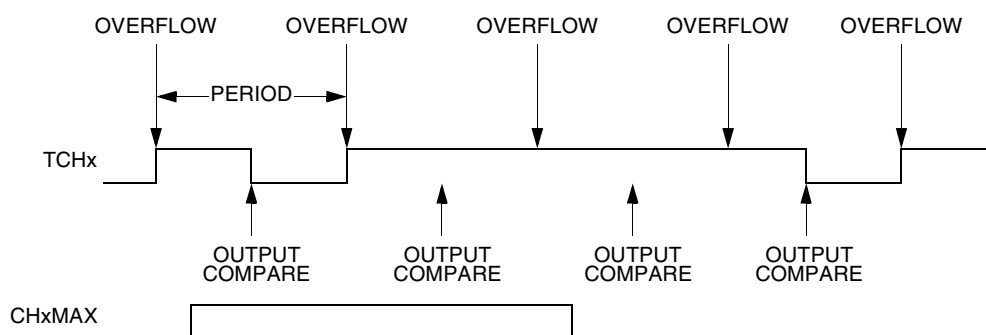 OVERFLOW OVERFLOW OVERFLOW OVERFLOW OVERFLOW
PERIOD
TCHx
OUTPUT COMPARE
OUTPUT COMPARE
OUTPUT COMPARE
OUTPUT COMPARE
CHxMAX